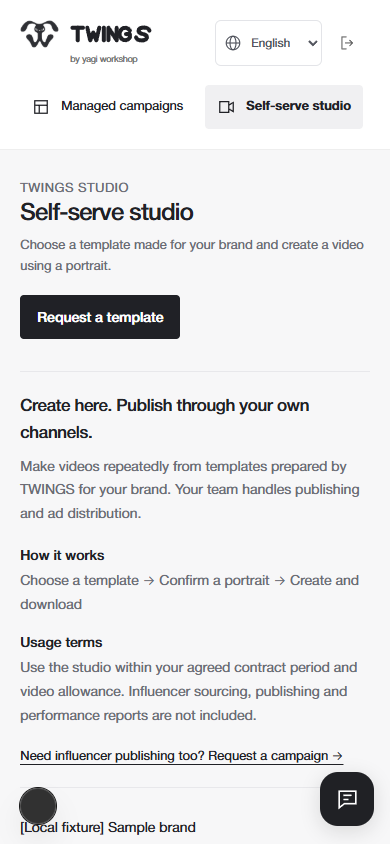 TWINGS
by yagi workshop
English
Managed campaigns
Self-serve studio
TWINGS STUDIO
Self-serve studio
Choose a template made for your brand and create a video
using a portrait.
Request a template
Create here. Publish through your own
channels.
Make videos repeatedly from templates prepared by
TWINGS for your brand. Your team handles publishing
and ad distribution.
How it works
Choose a template → Confirm a portrait → Create and
download
Usage terms
Use the studio within your agreed contract period and
video allowance. Influencer sourcing, publishing and
performance reports are not included.
Need influencer publishing too? Request a campaign →
[Local fixture] Sample brand